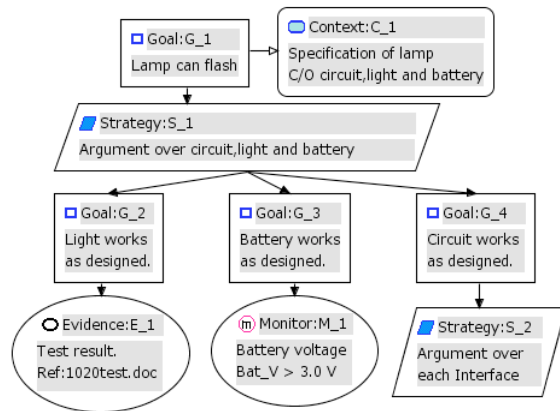 Goal:G_1
Lamp can flash
Context:C_1
Specification of lamp
C/O circuit,light and battery
Strategy:S_1
Argument over circuit,light and battery
Goal:G_2
Light works
as designed.
Goal:G_3
Battery works
as designed.
Goal:G_4
Circuit works
as designed.
Evidence:E_1
Test result.
Ref:1020test.doc
m Monitor:M_1
Battery voltage
Bat_V > 3.0 V
Strategy:S_2
Argument over
each Interface